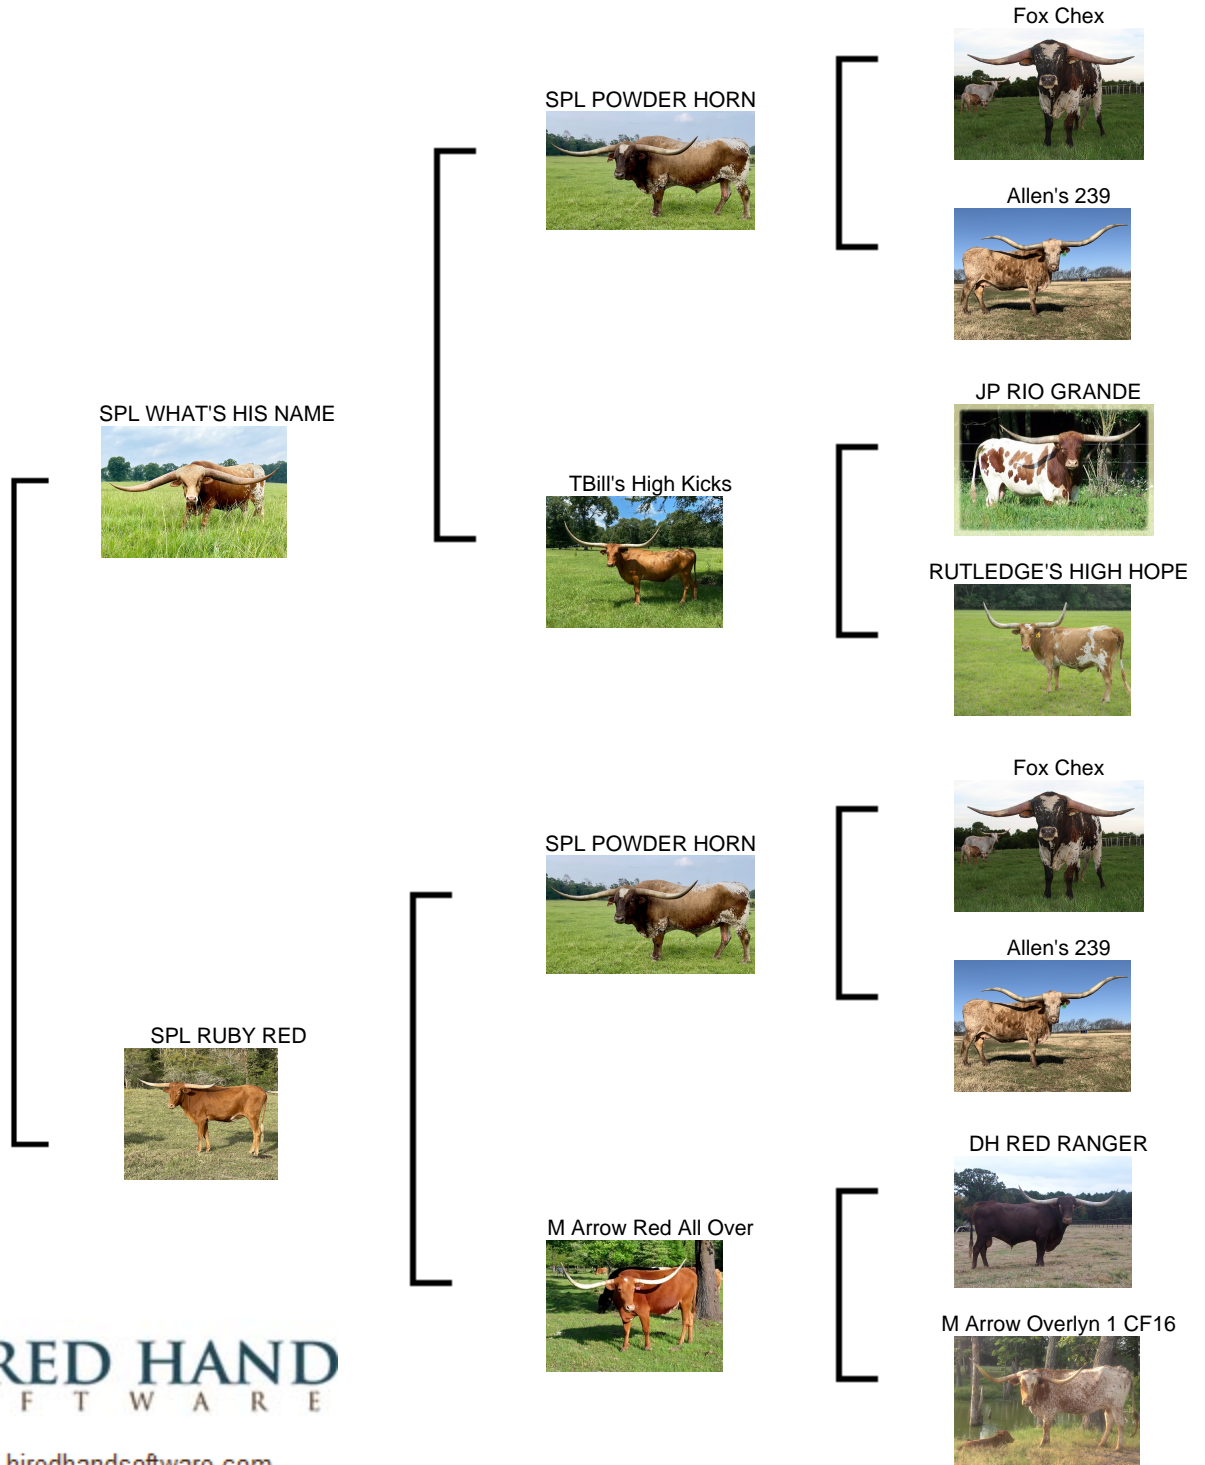 Fox Chex
SPL POWDER HORN
Allen's 239
JP RIO GRANDE
SPL WHAT'S HIS NAME
TBill's High Kicks
RUTLEDGE'S HIGH HOPE
Fox Chex
SPL POWDER HORN
Allen's 239
SPL RUBY RED
DH RED RANGER
M Arrow Red All Over
M Arrow Overlyn 1 CF16
RED HAND
F T W A R E
hiredhandsoftware.com